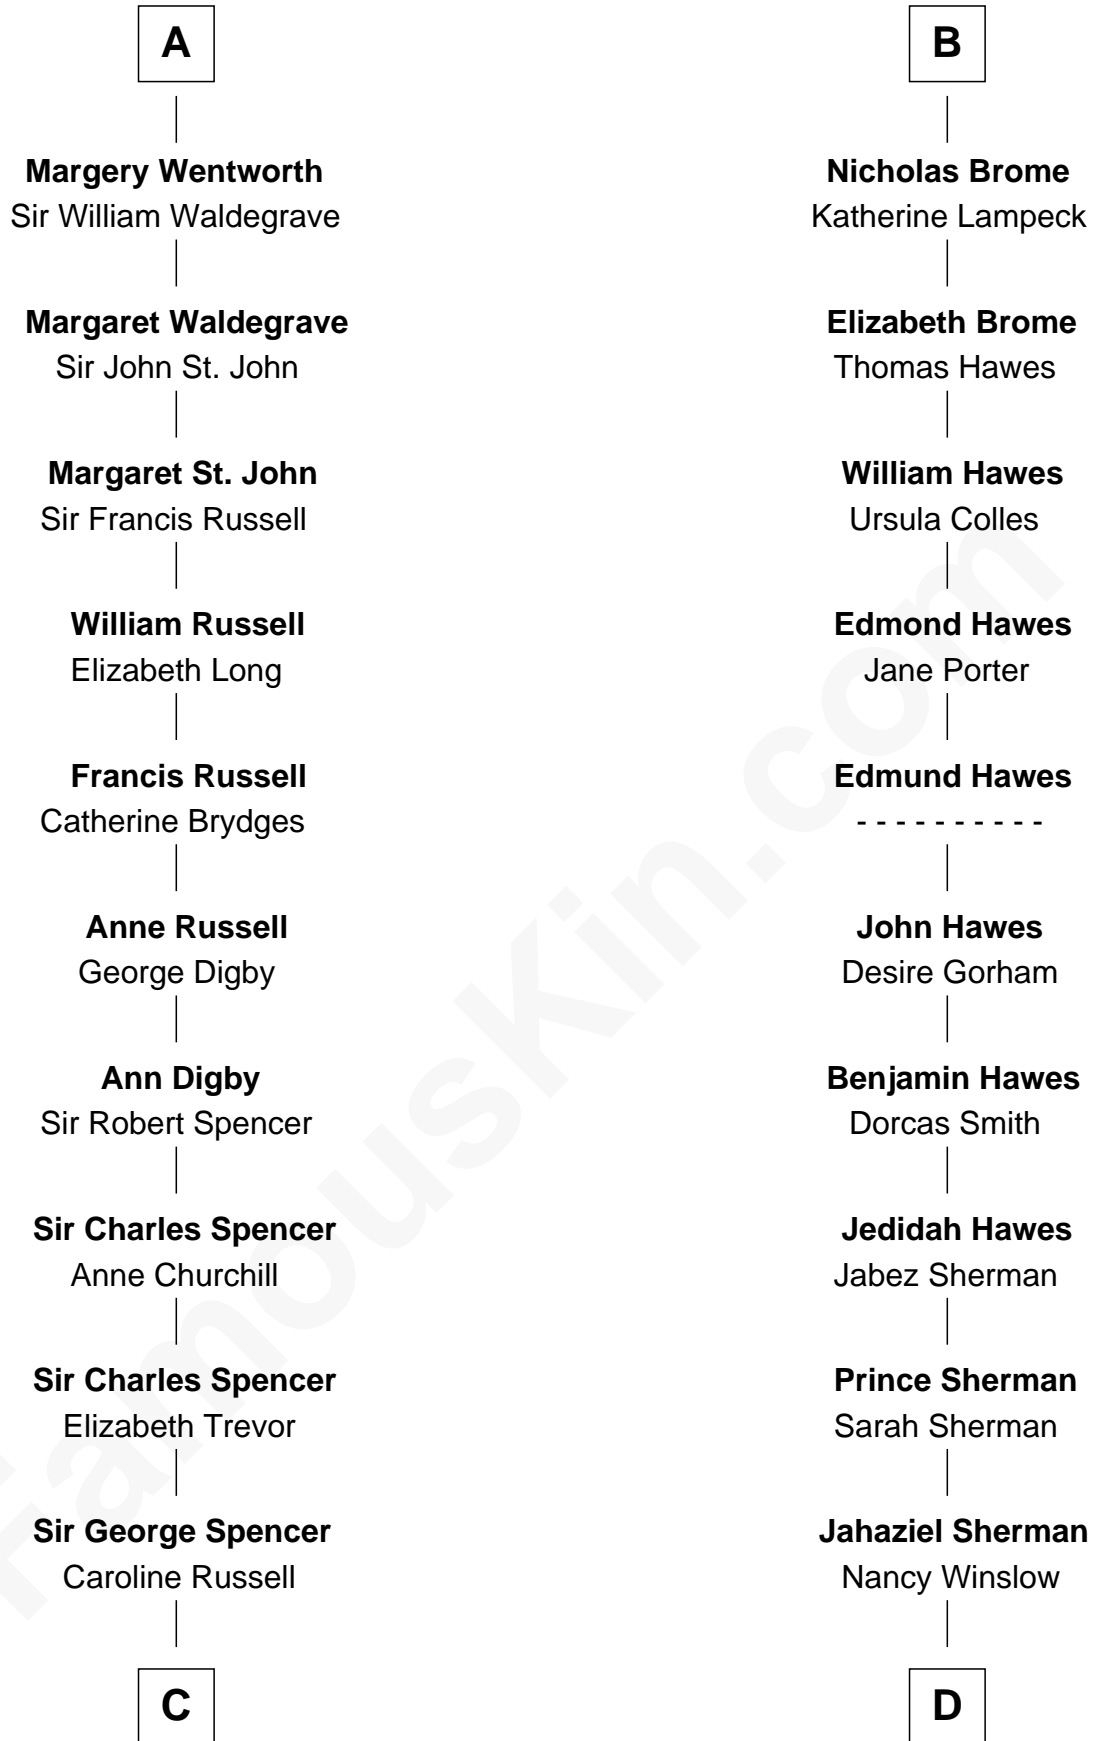 A
Margery Wentworth
Sir William Waldegrave
Margaret Waldegrave
Sir John St. John
Margaret St. John
Sir Francis Russell
William Russell
Elizabeth Long
Francis Russell
Catherine Brydges
Anne Russell
George Digby
Ann Digby
Sir Robert Spencer
Sir Charles Spencer
Anne Churchill
Sir Charles Spencer
Elizabeth Trevor
Sir George Spencer
Caroline Russell
C
B
Nicholas Brome
Katherine Lampeck
Elizabeth Brome
Thomas Hawes
William Hawes
Ursula Colles
Edmond Hawes
Jane Porter
Edmund Hawes
- - - - - - - - - -
John Hawes
Desire Gorham
Benjamin Hawes
Dorcas Smith
Jedidah Hawes
Jabez Sherman
Prince Sherman
Sarah Sherman
Jahaziel Sherman
Nancy Winslow
D
FamousKin.com